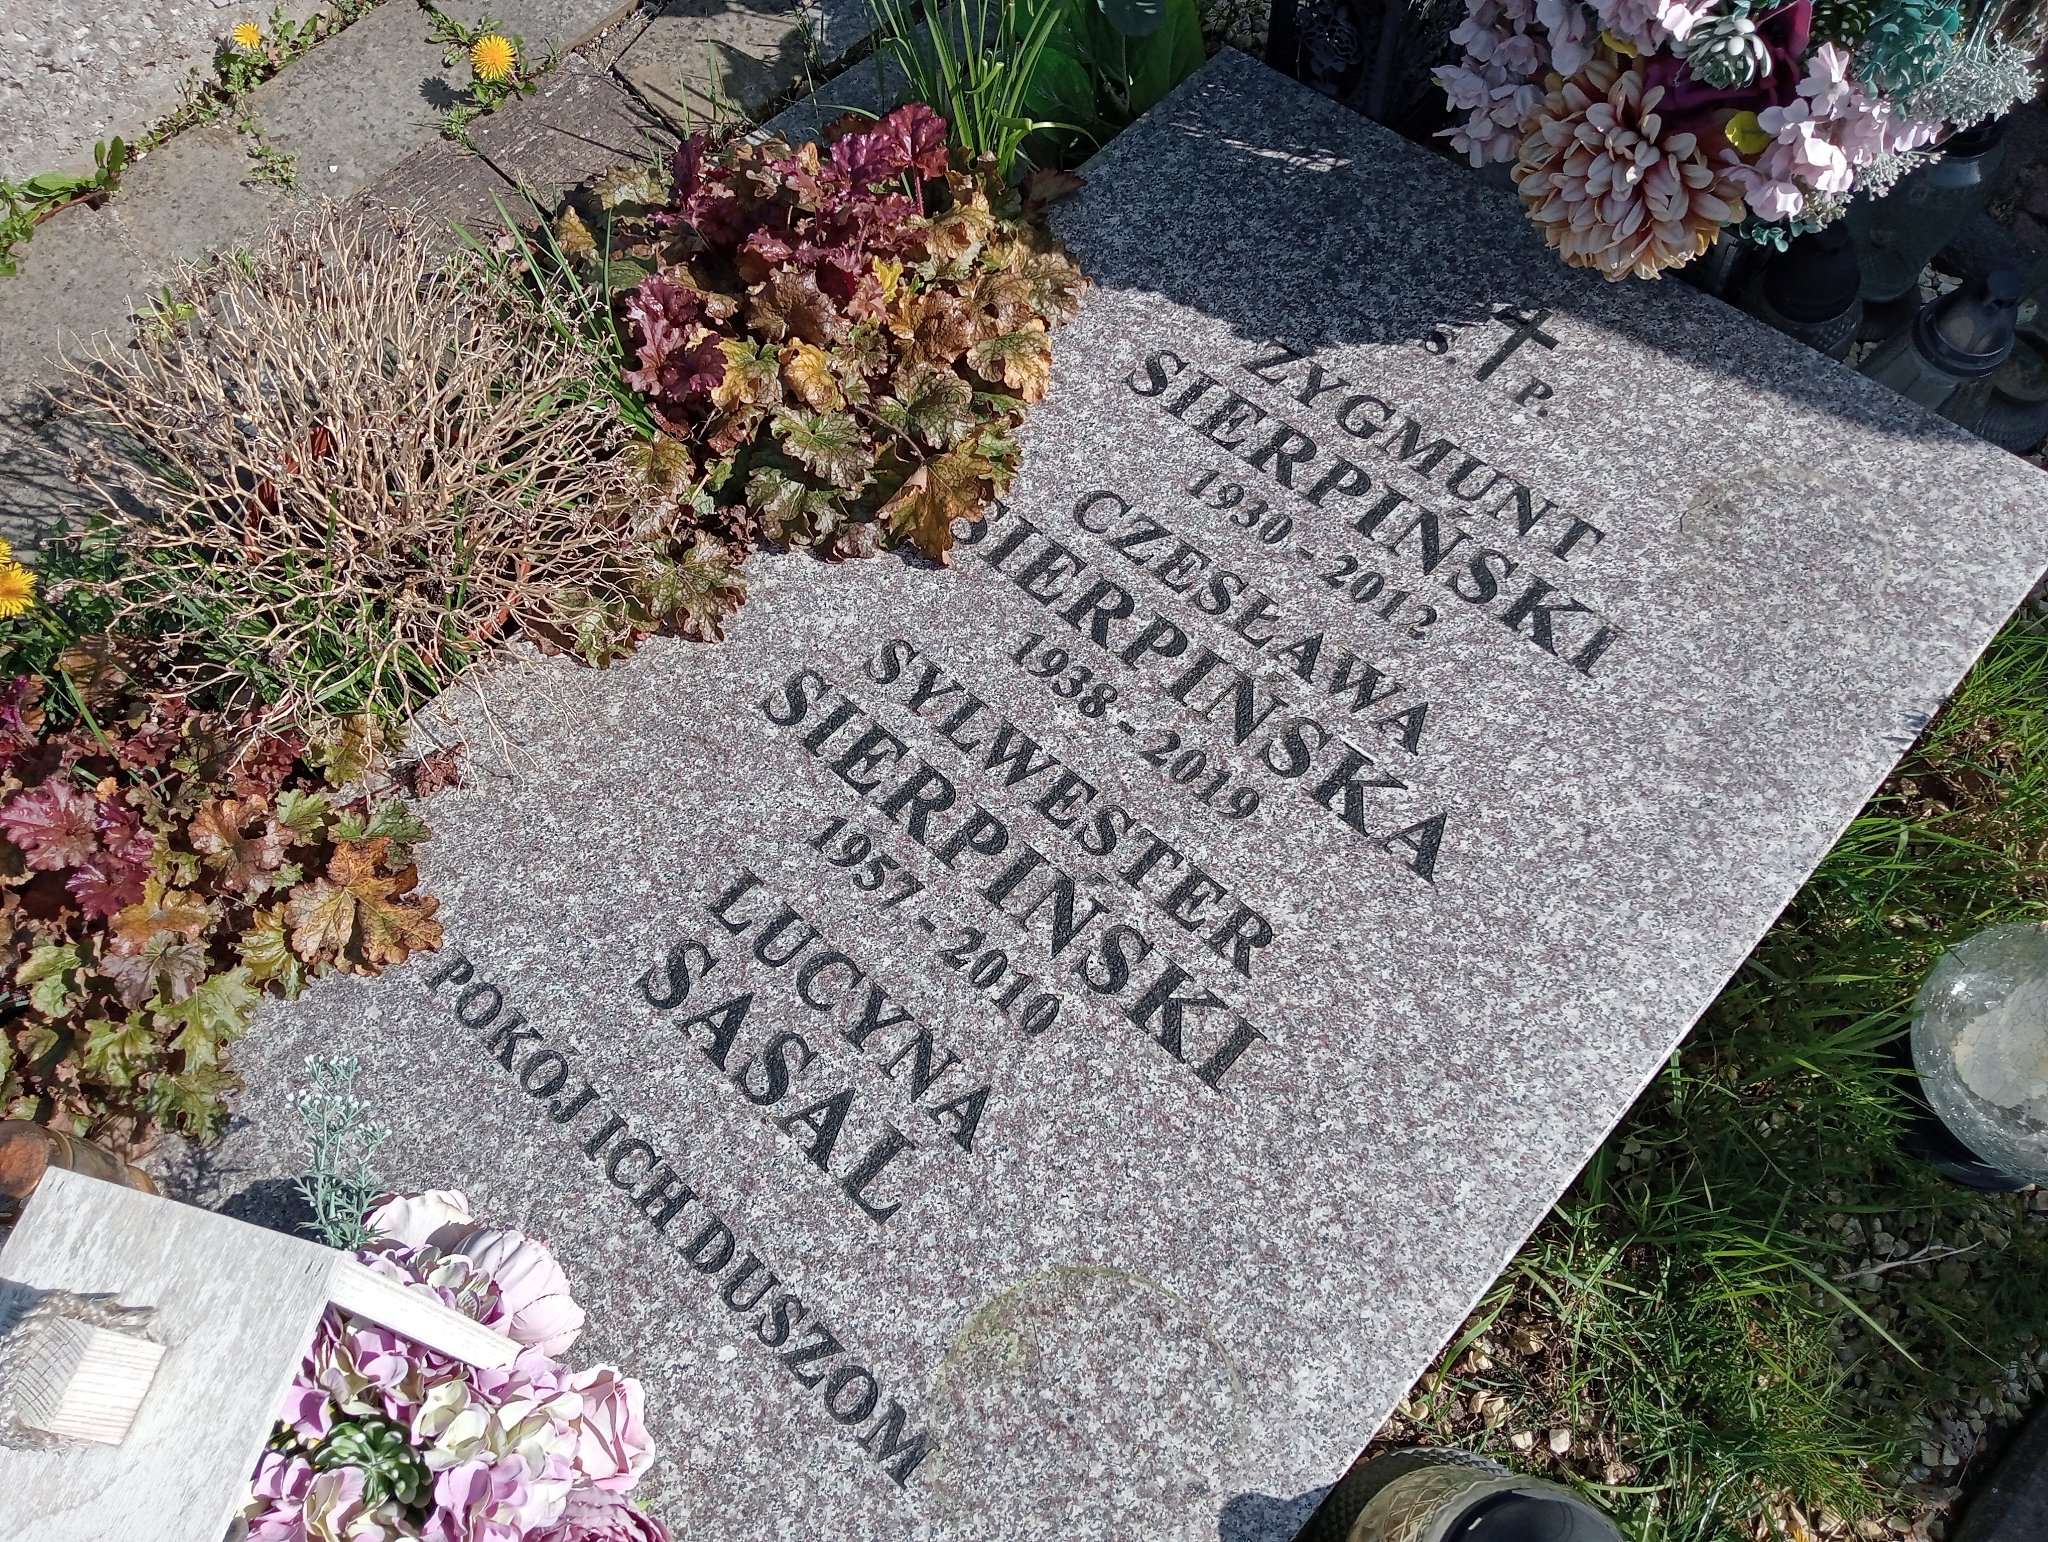 Ś. P.
ZYGMUNT
SIERPIŃSKI
1930 - 2012
CZESŁAWA
SIERPIŃSKA
1938 - 2019
SYLWESTER
SIERPIŃSKI
1957 - 2010
LUCYNA
SASAL
POKÓJ ICH DUSZOM